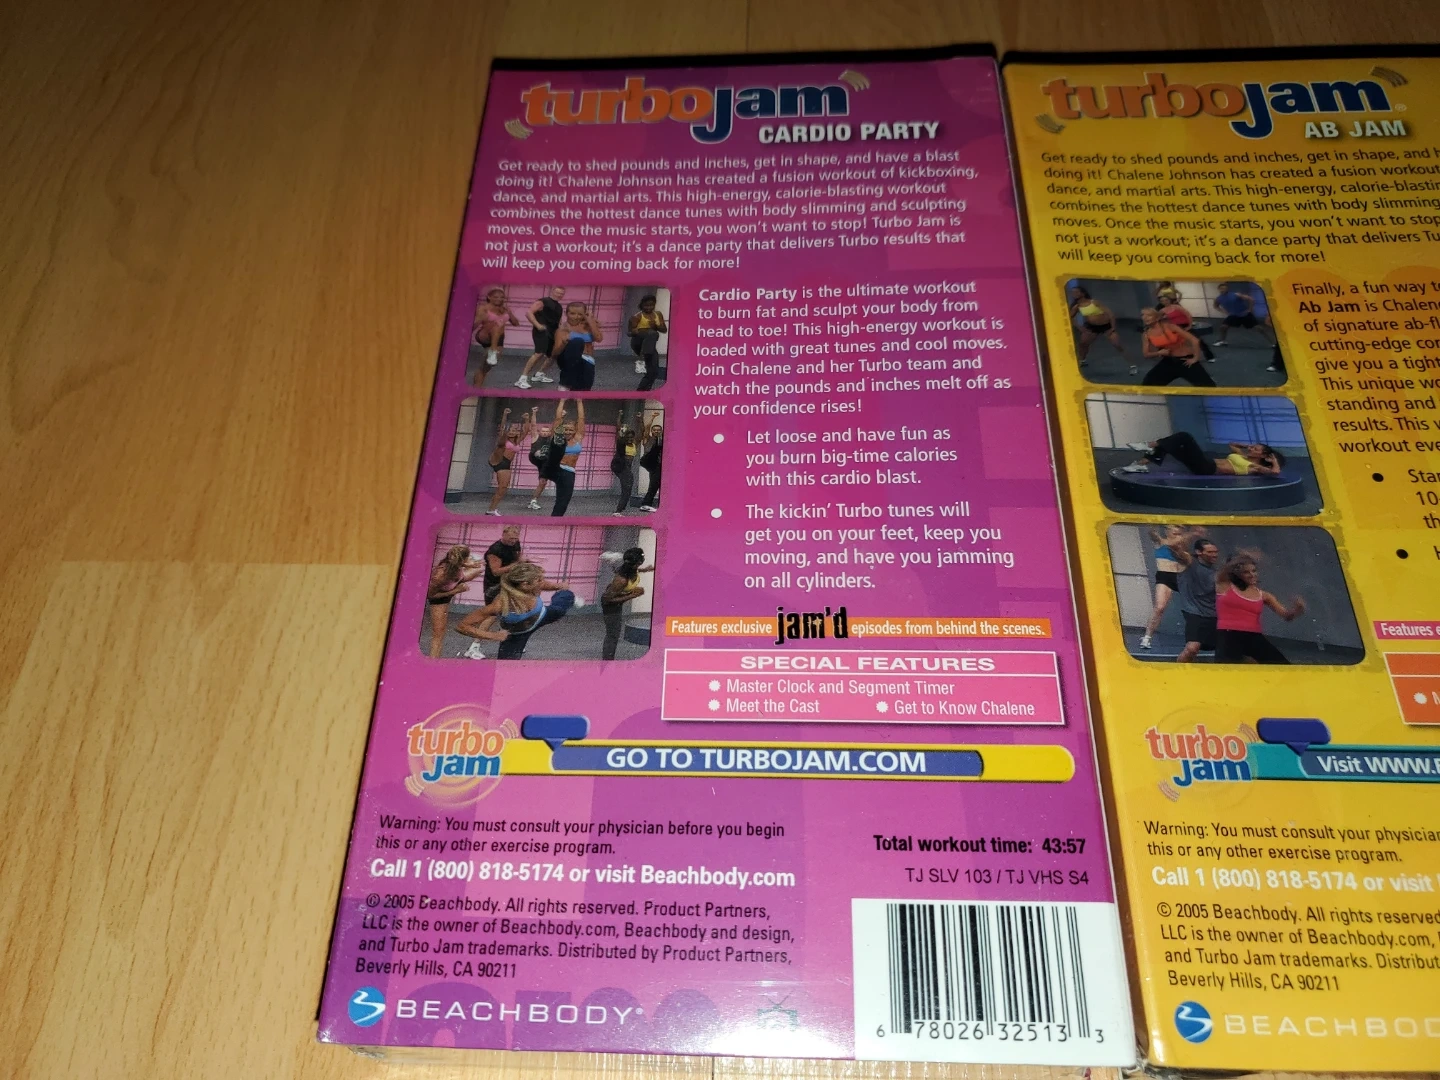 turbojam
CARDIO PARTY
Get ready to shed pounds and inches, get in shape, and have a blast
doing it! Chalene Johnson has created a fusion workout of kickboxing,
dance, and martial arts. This high-energy, calorie-blasting workout
combines the hottest dance tunes with body slimming and sculpting
moves. Once the music starts, you won't want to stop! Turbo Jam is
not just a workout; it's a dance party that delivers Turbo results that
will keep you coming back for more!
Cardio Party is the ultimate workout
to burn fat and sculpt your body from
head to toe! This high-energy workout is
loaded with great tunes and cool moves.
Join Chalene and her Turbo team and
watch the pounds and inches melt off as
your confidence rises!
Let loose and have fun as
you burn big-time calories
with this cardio blast.
The kickin' Turbo tunes will
get you on your feet, keep you
moving, and have you jamming
on all cylinders.
Features exclusive jam'd episodes from behind the scenes.
SPECIAL FEATURES
Master Clock and Segment Timer
Meet the Cast Get to Know Chalene
turbo
jam
GO TO TURBOJAM.COM
Warning: You must consult your physician before you begin
this or any other exercise program.
Call 1 (800) 818-5174 or visit Beachbody.com
Total workout time: 43:57
TJ SLV 103 / TJ VHS S4
© 2005 Beachbody. All rights reserved. Product Partners,
LLC is the owner of Beachbody.com, Beachbody and design,
and Turbo Jam trademarks. Distributed by Product Partners,
Beverly Hills, CA 90211
BEACHBODY®
6 78026 32513 3
turbojam®
AB JAM
Get ready to shed pounds and inches, get in shape, and
doing it! Chalene Johnson has created a fusion workout
dance, and martial arts. This high-energy, calorie-blastin
combines the hottest dance tunes with body slimming
moves. Once the music starts, you won't want to stop
not just a workout; it's a dance party that delivers Tu
will keep you coming back for more!
Finally, a fun way t
Ab Jam is Chalen
of signature ab-fl
cutting-edge cor
give you a tight
This unique wo
standing and
results. This
workout eve
Star
10
th
H
Features e
M
turbo
jam
Visit WWW.
Warning: You must consult your physician
this or any other exercise program.
Call 1 (800) 818-5174 or visit
© 2005 Beachbody. All rights reserved
LLC is the owner of Beachbody.com,
and Turbo Jam trademarks. Distribut
Beverly Hills, CA 90211
BEACHBO